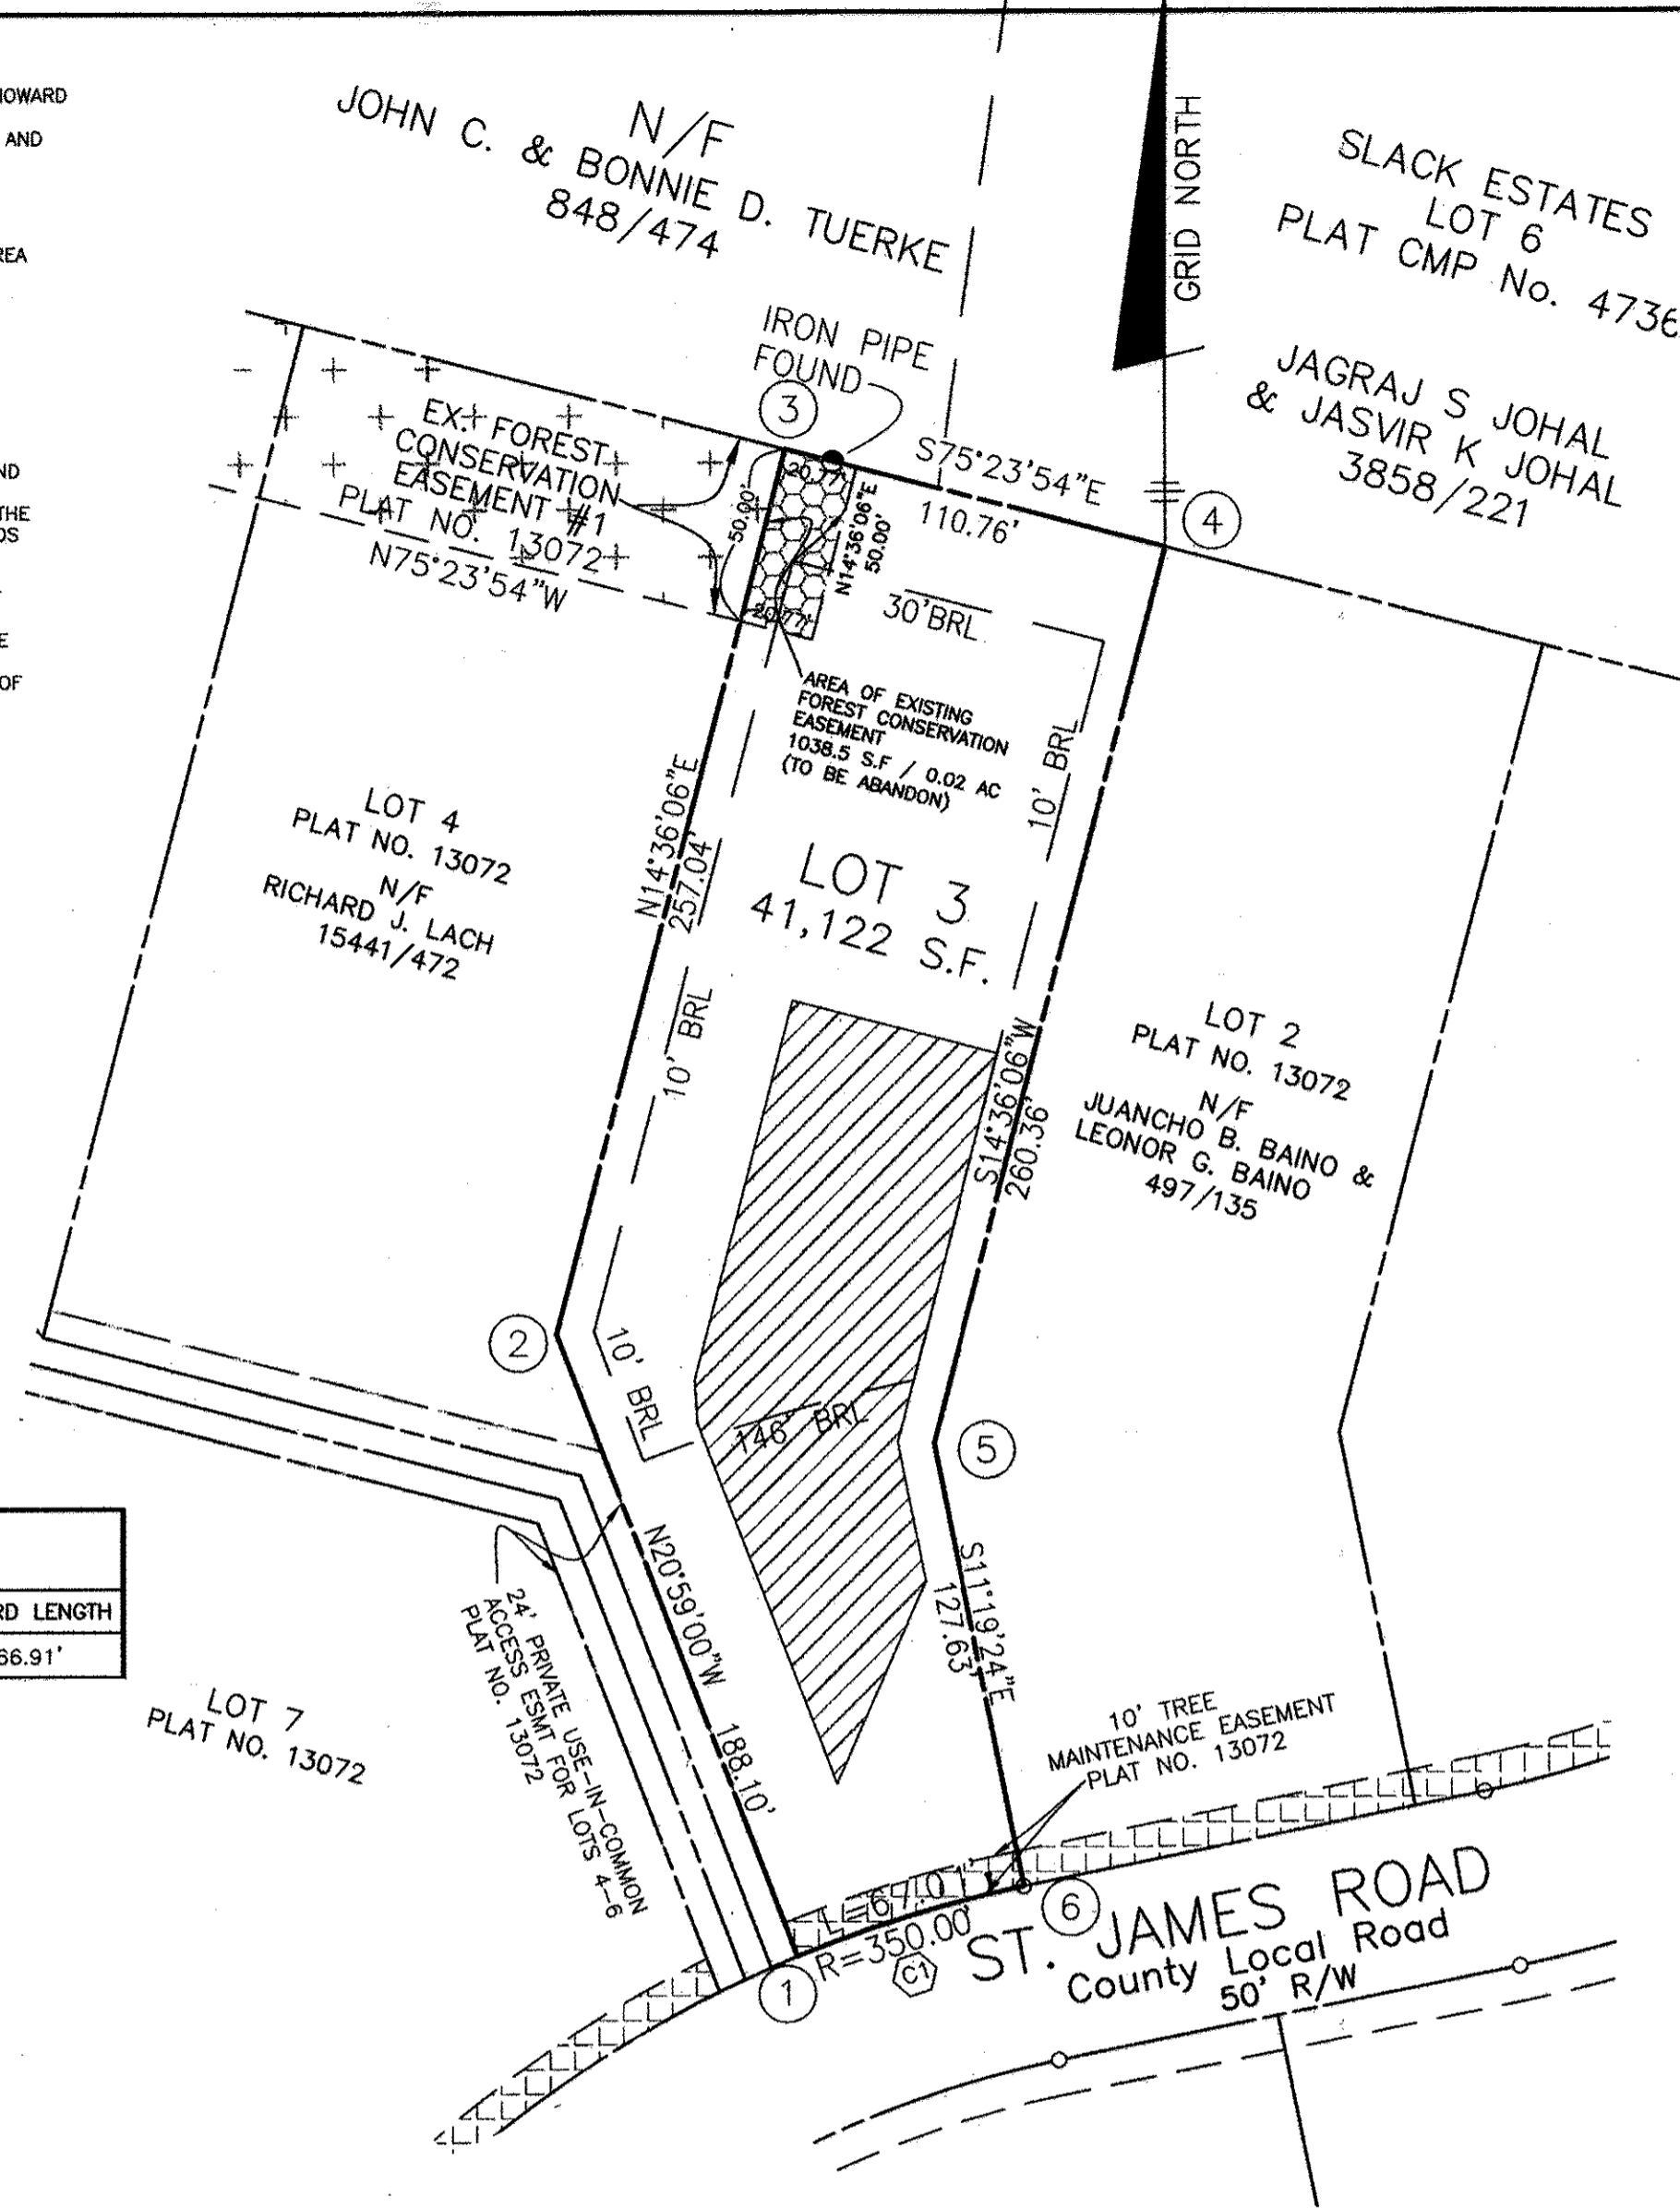 HOWARD
AND
REA
ND
THE
DS
E
OF
N/F
JOHN C. & BONNIE D. TUERKE
848/474
GRID NORTH
SLACK ESTATES
LOT 6
PLAT CMP No. 4736
JAGRAJ S JOHAL
& JASVIR K JOHAL
3858/221
IRON PIPE
FOUND
3
S75°23'54"E
110.76'
4
EX. FOREST
CONSERVATION
EASEMENT #1
PLAT NO. 13072
N75°23'54"W
20.77'
50.00'
N14°36'06"E
50.00'
20.77'
30'BRL
AREA OF EXISTING
FOREST CONSERVATION
EASEMENT
1038.5 S.F / 0.02 AC
(TO BE ABANDON)
10' BRL
N14°36'06"E
257.04'
LOT 4
PLAT NO. 13072
N/F
RICHARD J. LACH
15441/472
LOT 3
41,122 S.F.
10' BRL
S14°36'06"W
260.36'
LOT 2
PLAT NO. 13072
N/F
JUANCHO B. BAINO &
LEONOR G. BAINO
497/135
2
10' BRL
146' BRL
5
N20°59'00"W
188.10'
S11°19'24"E
127.63'
RD LENGTH
66.91'
24' PRIVATE USE-IN-COMMON
ACCESS ESMT FOR LOTS 4-6
PLAT NO. 13072
LOT 7
PLAT NO. 13072
10' TREE
MAINTENANCE EASEMENT
PLAT NO. 13072
L=67.01'
R=350.00'
1
C1
6
ST. JAMES ROAD
County Local Road
50' R/W